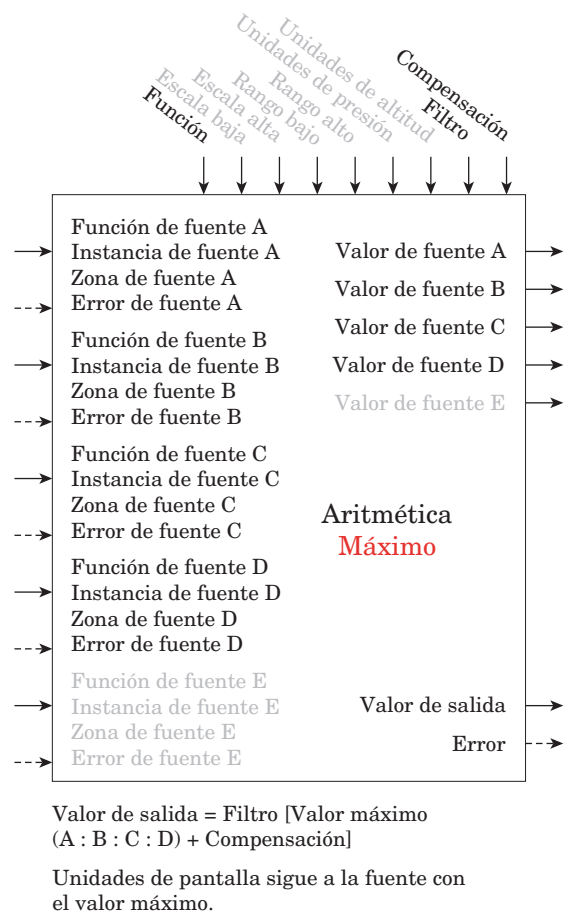 Función
Escala baja
Escala alta
Rango bajo
Rango alto
Unidades de presión
Unidades de altitud
Filtro
Compensación
Función de fuente A
Instancia de fuente A
Zona de fuente A
Error de fuente A
Función de fuente B
Instancia de fuente B
Zona de fuente B
Error de fuente B
Función de fuente C
Instancia de fuente C
Zona de fuente C
Error de fuente C
Función de fuente D
Instancia de fuente D
Zona de fuente D
Error de fuente D
Función de fuente E
Instancia de fuente E
Zona de fuente E
Error de fuente E
Valor de fuente A
Valor de fuente B
Valor de fuente C
Valor de fuente D
Valor de fuente E
Aritmética
Máximo
Valor de salida
Error
Valor de salida = Filtro [Valor máximo
(A : B : C : D) + Compensación]
Unidades de pantalla sigue a la fuente con
el valor máximo.